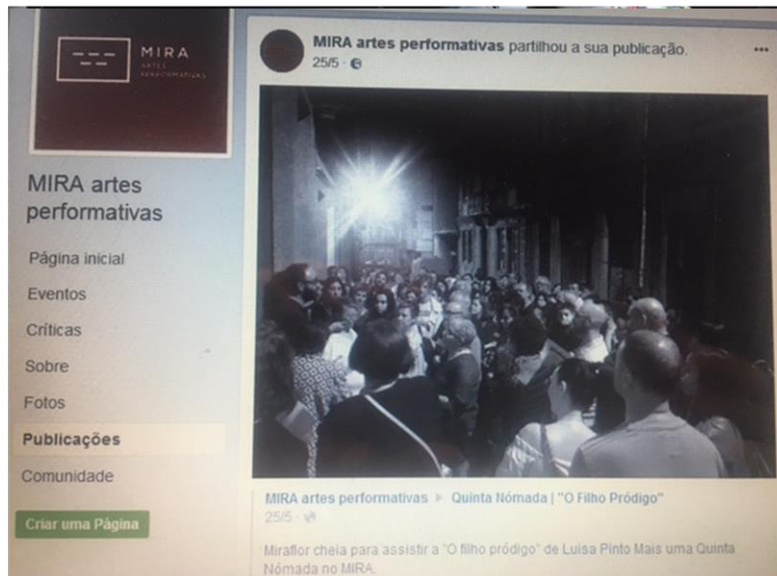 MIRA
ARTES
PERFORMATIVAS
MIRA artes
performativas
Página inicial
Eventos
Críticas
Sobre
Fotos
Publicações
Comunidade
Criar uma Página
MIRA artes performativas partilhou a sua publicação.
25/5 ·
MIRA artes performativas ▸ Quinta Nómada | "O Filho Pródigo"
25/5 ·
Miraflor cheia para assistir a "O filho pródigo" de Luisa Pinto Mais uma Quinta
Nómada no MIRA.